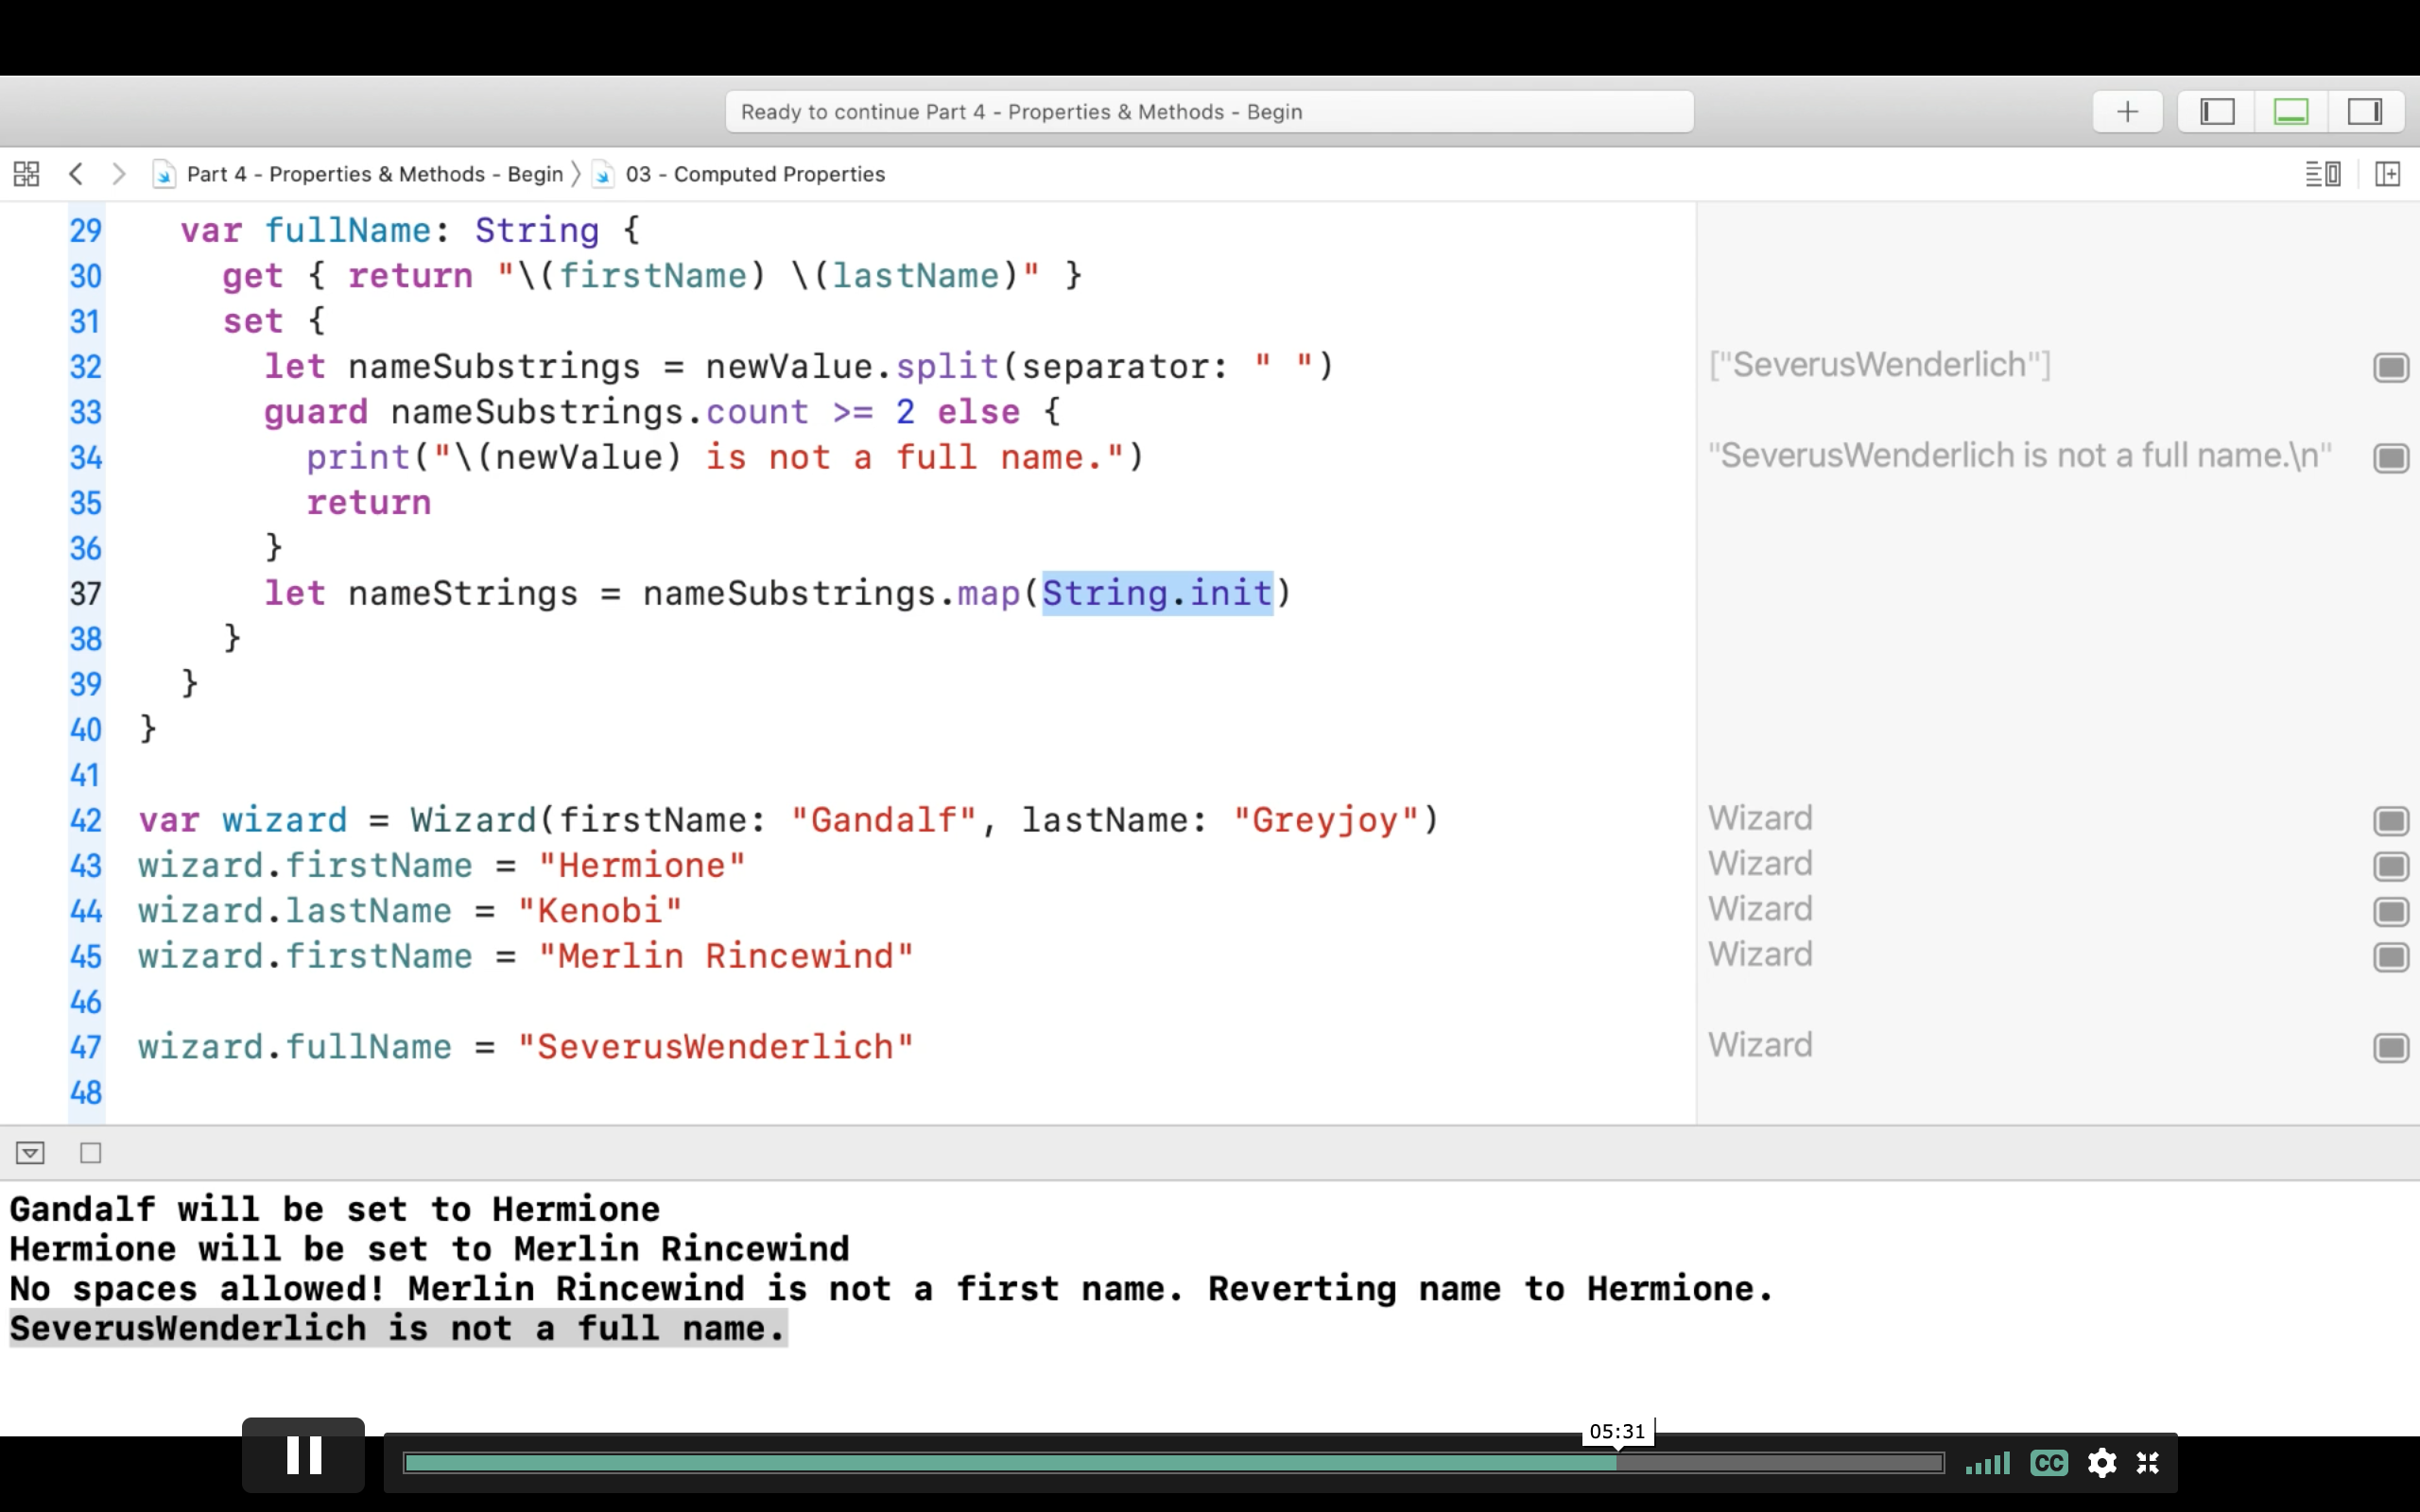 Ready to continue Part 4 - Properties & Methods - Begin
Part 4 - Properties & Methods - Begin 〉 03 - Computed Properties
29 var fullName: String {
30 get { return "\(firstName) \(lastName)" }
31 set {
32 let nameSubstrings = newValue.split(separator: " ") ["SeverusWenderlich"]
33 guard nameSubstrings.count >= 2 else {
34 print("\(newValue) is not a full name.") "SeverusWenderlich is not a full name.\n"
35 return
36 }
37 let nameStrings = nameSubstrings.map(String.init)
38 }
39 }
40 }
41
42 var wizard = Wizard(firstName: "Gandalf", lastName: "Greyjoy") Wizard
43 wizard.firstName = "Hermione" Wizard
44 wizard.lastName = "Kenobi" Wizard
45 wizard.firstName = "Merlin Rincewind" Wizard
46
47 wizard.fullName = "SeverusWenderlich" Wizard
48
Gandalf will be set to Hermione
Hermione will be set to Merlin Rincewind
No spaces allowed! Merlin Rincewind is not a first name. Reverting name to Hermione.
SeverusWenderlich is not a full name.
05:31
CC